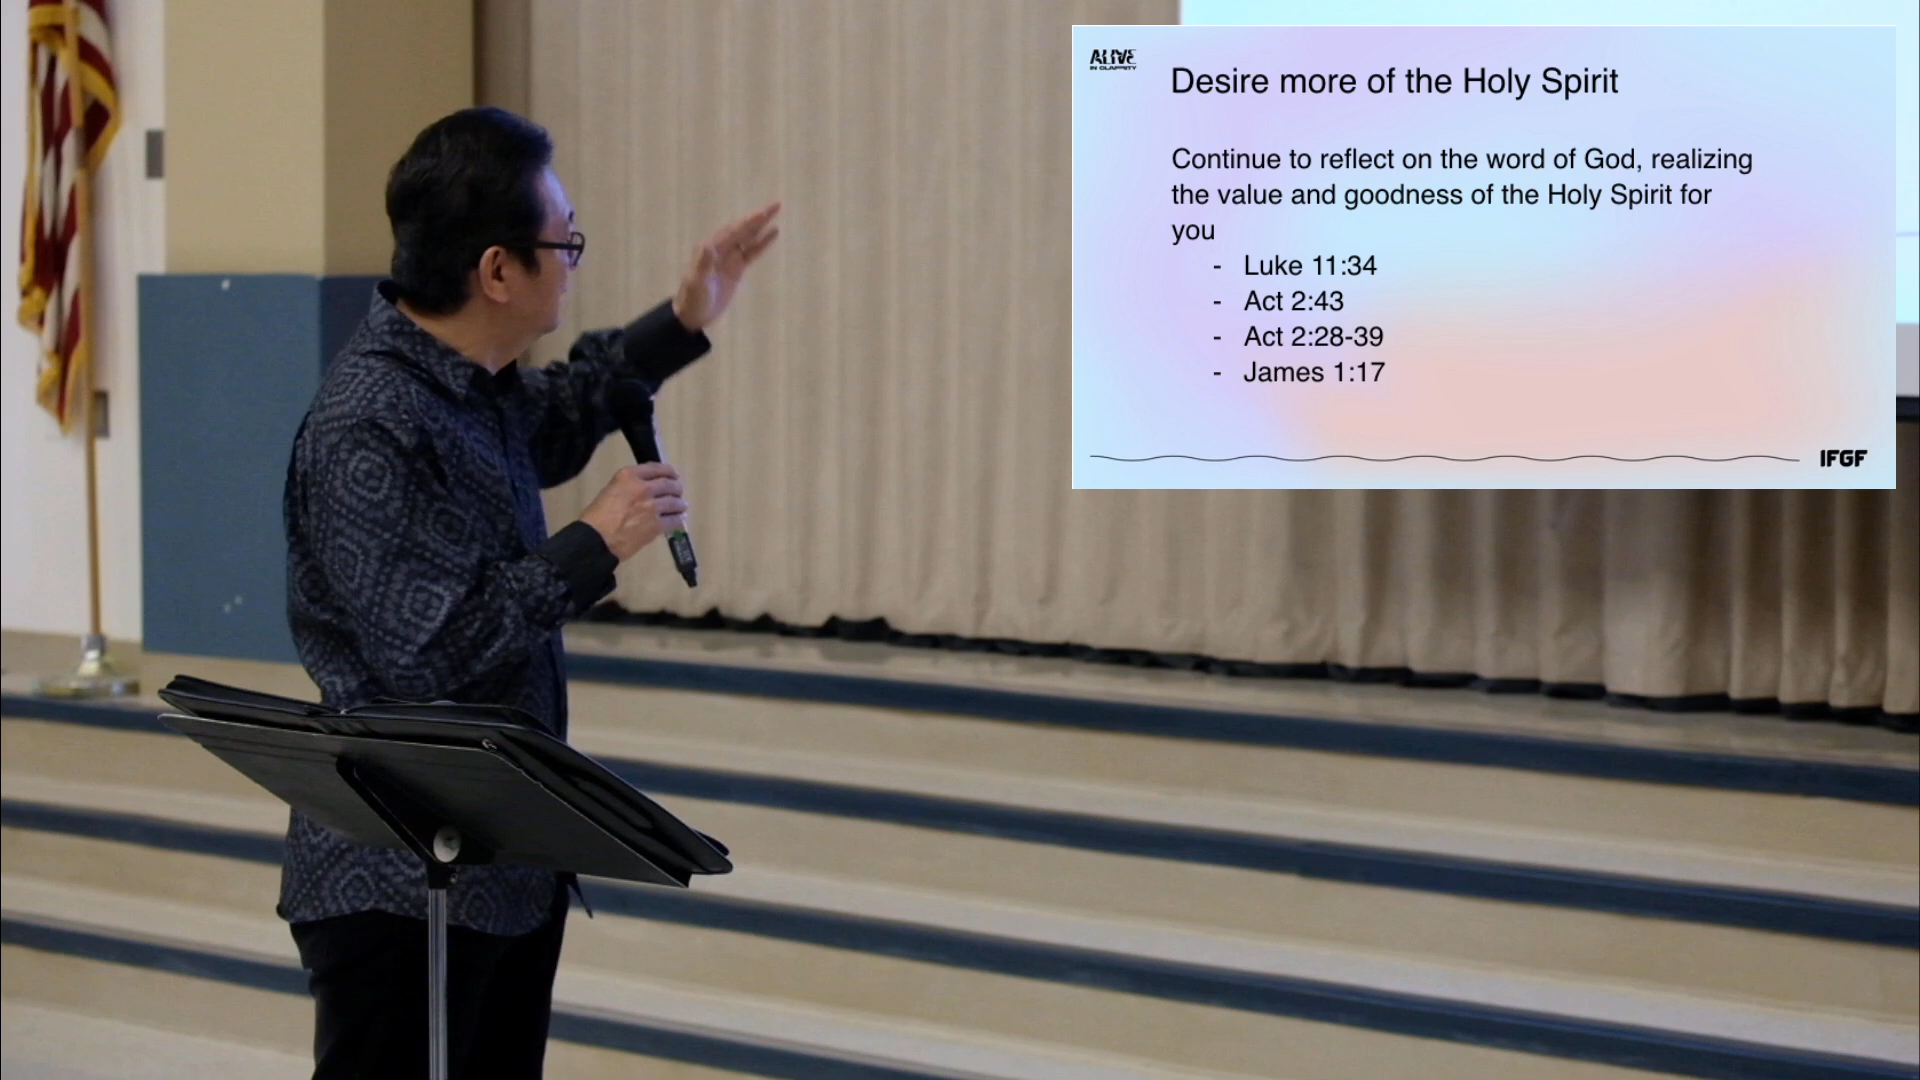 ALIVE
IN CLARITY
Desire more of the Holy Spirit
Continue to reflect on the word of God, realizing
the value and goodness of the Holy Spirit for
you
- Luke 11:34
- Act 2:43
- Act 2:28-39
- James 1:17
IFGF